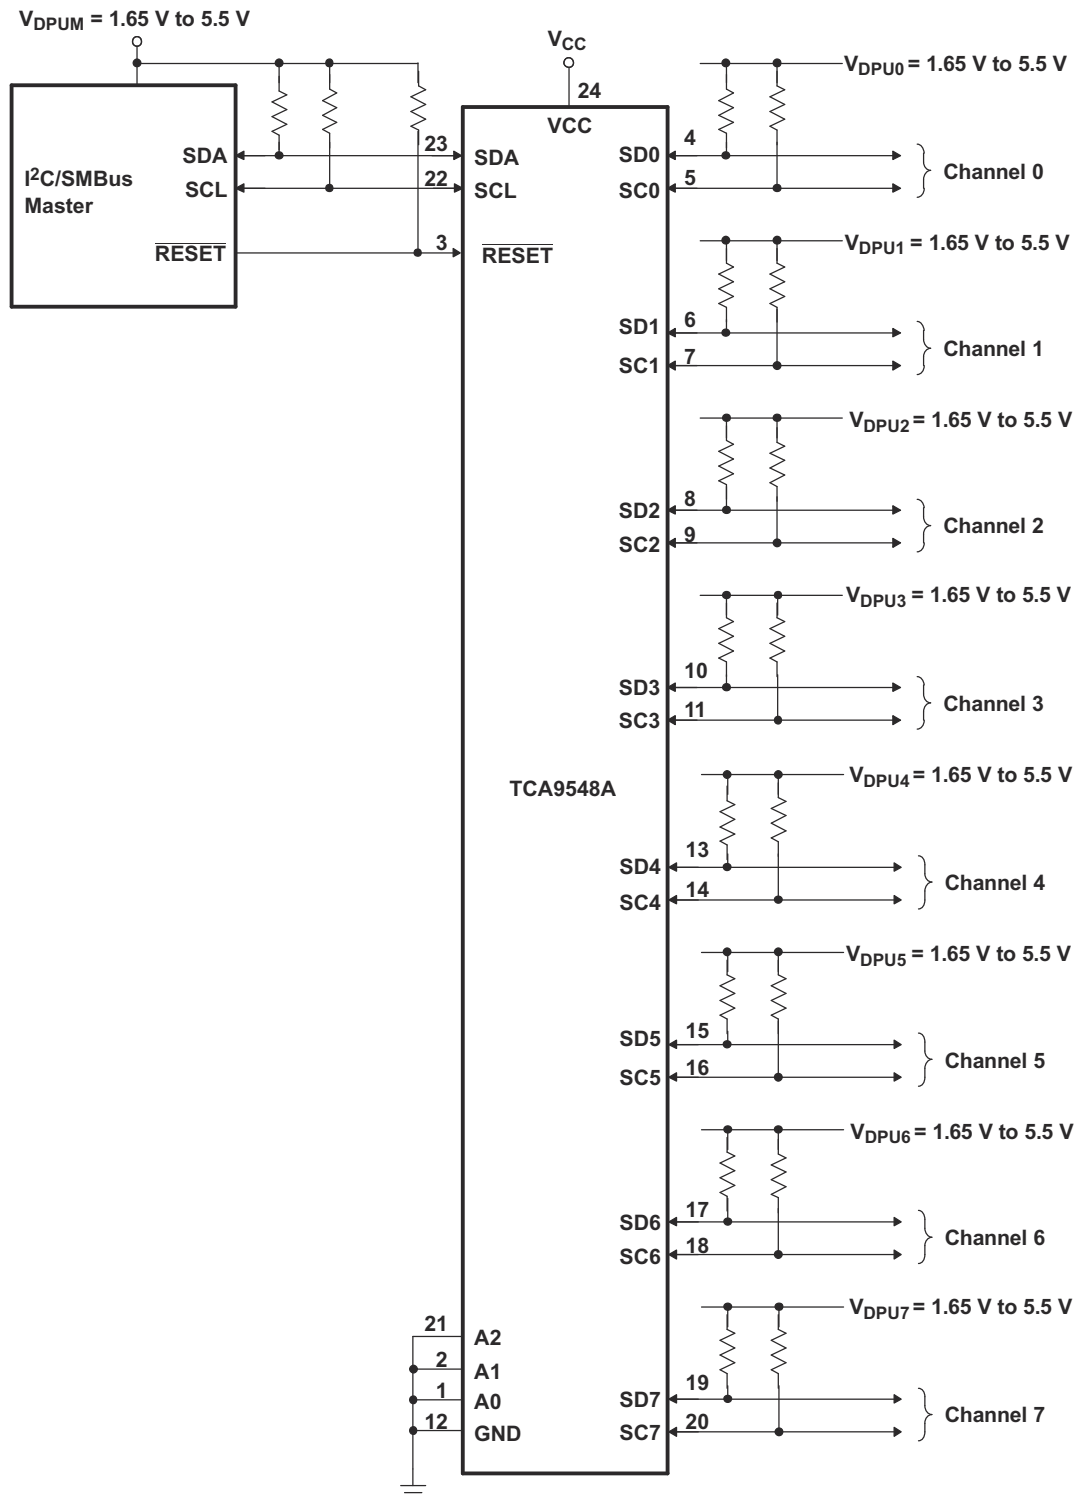 VDPUM = 1.65 V to 5.5 V
VCC
24
VCC
I2C/SMBus
Master
SDA
SCL
RESET
23
22
3
SDA
SCL
RESET
TCA9548A
21
2
1
12
A2
A1
A0
GND
VDPU0 = 1.65 V to 5.5 V
SD0
4
SC0
5
Channel 0
VDPU1 = 1.65 V to 5.5 V
SD1
6
SC1
7
Channel 1
VDPU2 = 1.65 V to 5.5 V
SD2
8
SC2
9
Channel 2
VDPU3 = 1.65 V to 5.5 V
SD3
10
SC3
11
Channel 3
VDPU4 = 1.65 V to 5.5 V
SD4
13
SC4
14
Channel 4
VDPU5 = 1.65 V to 5.5 V
SD5
15
SC5
16
Channel 5
VDPU6 = 1.65 V to 5.5 V
SD6
17
SC6
18
Channel 6
VDPU7 = 1.65 V to 5.5 V
SD7
19
SC7
20
Channel 7